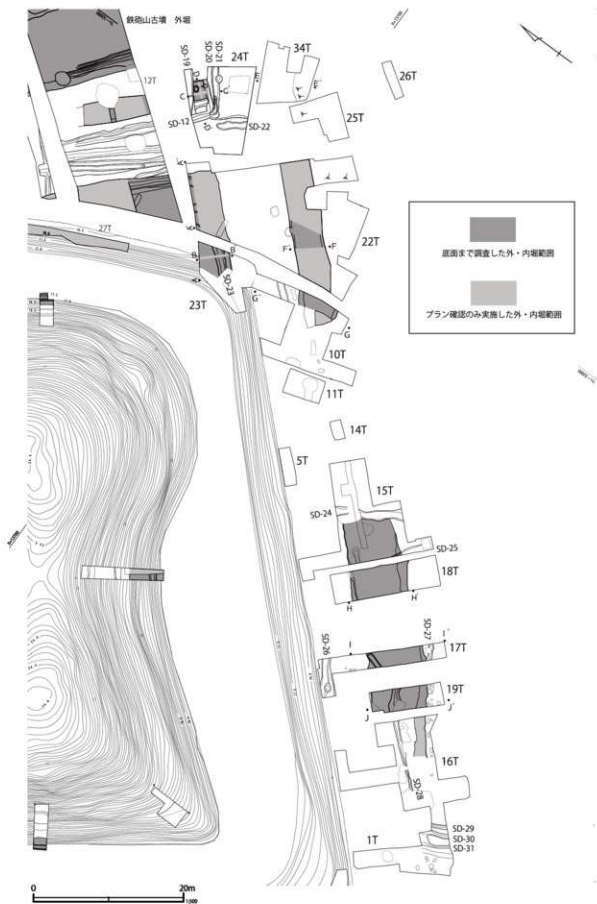 鉄砲山古墳 外堀
12T
SD-19
SD-20
SD-21
24T
34T
26T
25T
C
C'
D
D'
E
E'
SD-12
SD-22
A'
27T
B
B'
A
SD-23
23T
22T
F'
F
G'
G
10T
11T
14T
5T
15T
SD-24
SD-25
18T
H
H'
I
SD-27
I'
17T
SD-26
19T
J
J'
16T
SD-28
SD-29
SD-30
SD-31
1T
底面まで調査した外・内堀範囲
プラン確認のみ実施した外・内堀範囲
0 20m
1:500